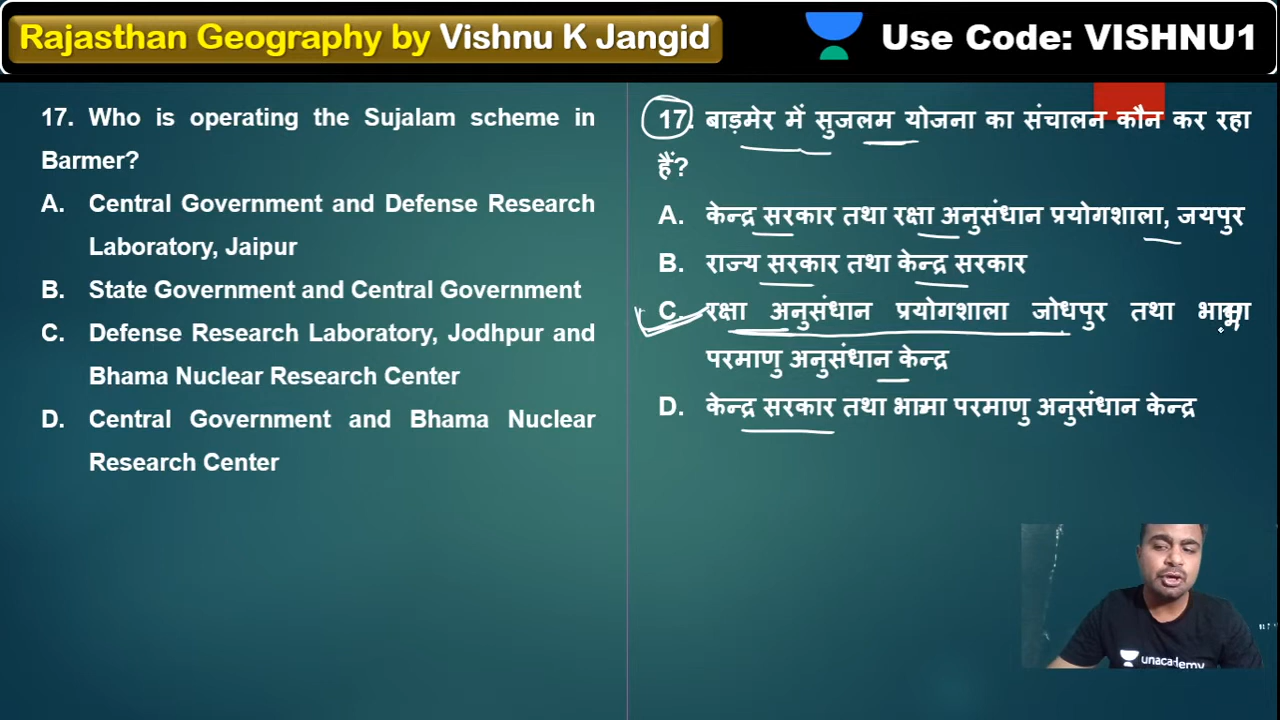 Rajasthan Geography by Vishnu K Jangid
Use Code: VISHNU1
17. Who is operating the Sujalam scheme in
Barmer?
A. Central Government and Defense Research
Laboratory, Jaipur
B. State Government and Central Government
C. Defense Research Laboratory, Jodhpur and
Bhama Nuclear Research Center
D. Central Government and Bhama Nuclear
Research Center
17. बाड़मेर में सुजलम योजना का संचालन कौन कर रहा
हैं?
A. केन्द्र सरकार तथा रक्षा अनुसंधान प्रयोगशाला, जयपुर
B. राज्य सरकार तथा केन्द्र सरकार
C. रक्षा अनुसंधान प्रयोगशाला जोधपुर तथा भामा
परमाणु अनुसंधान केन्द्र
D. केन्द्र सरकार तथा भामा परमाणु अनुसंधान केन्द्र
unacademy